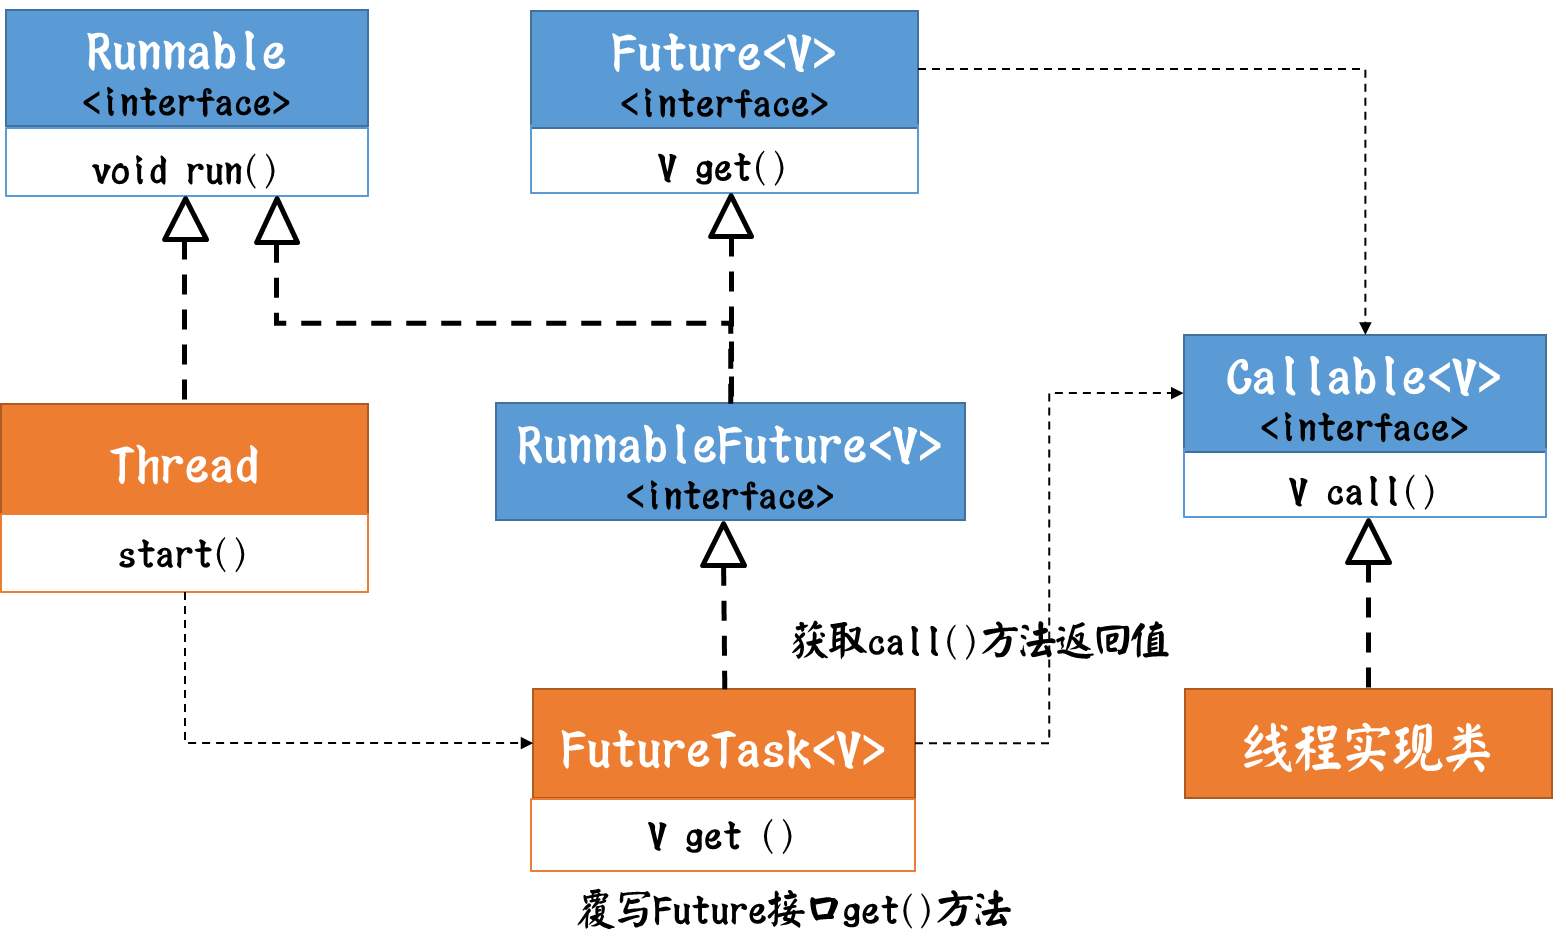 Runnable
<interface>
void run()
Future<V>
<interface>
V get()
Callable<V>
<interface>
V call()
Thread
start()
RunnableFuture<V>
<interface>
获取call()方法返回值
FutureTask<V>
V get ()
线程实现类
覆写Future接口get()方法